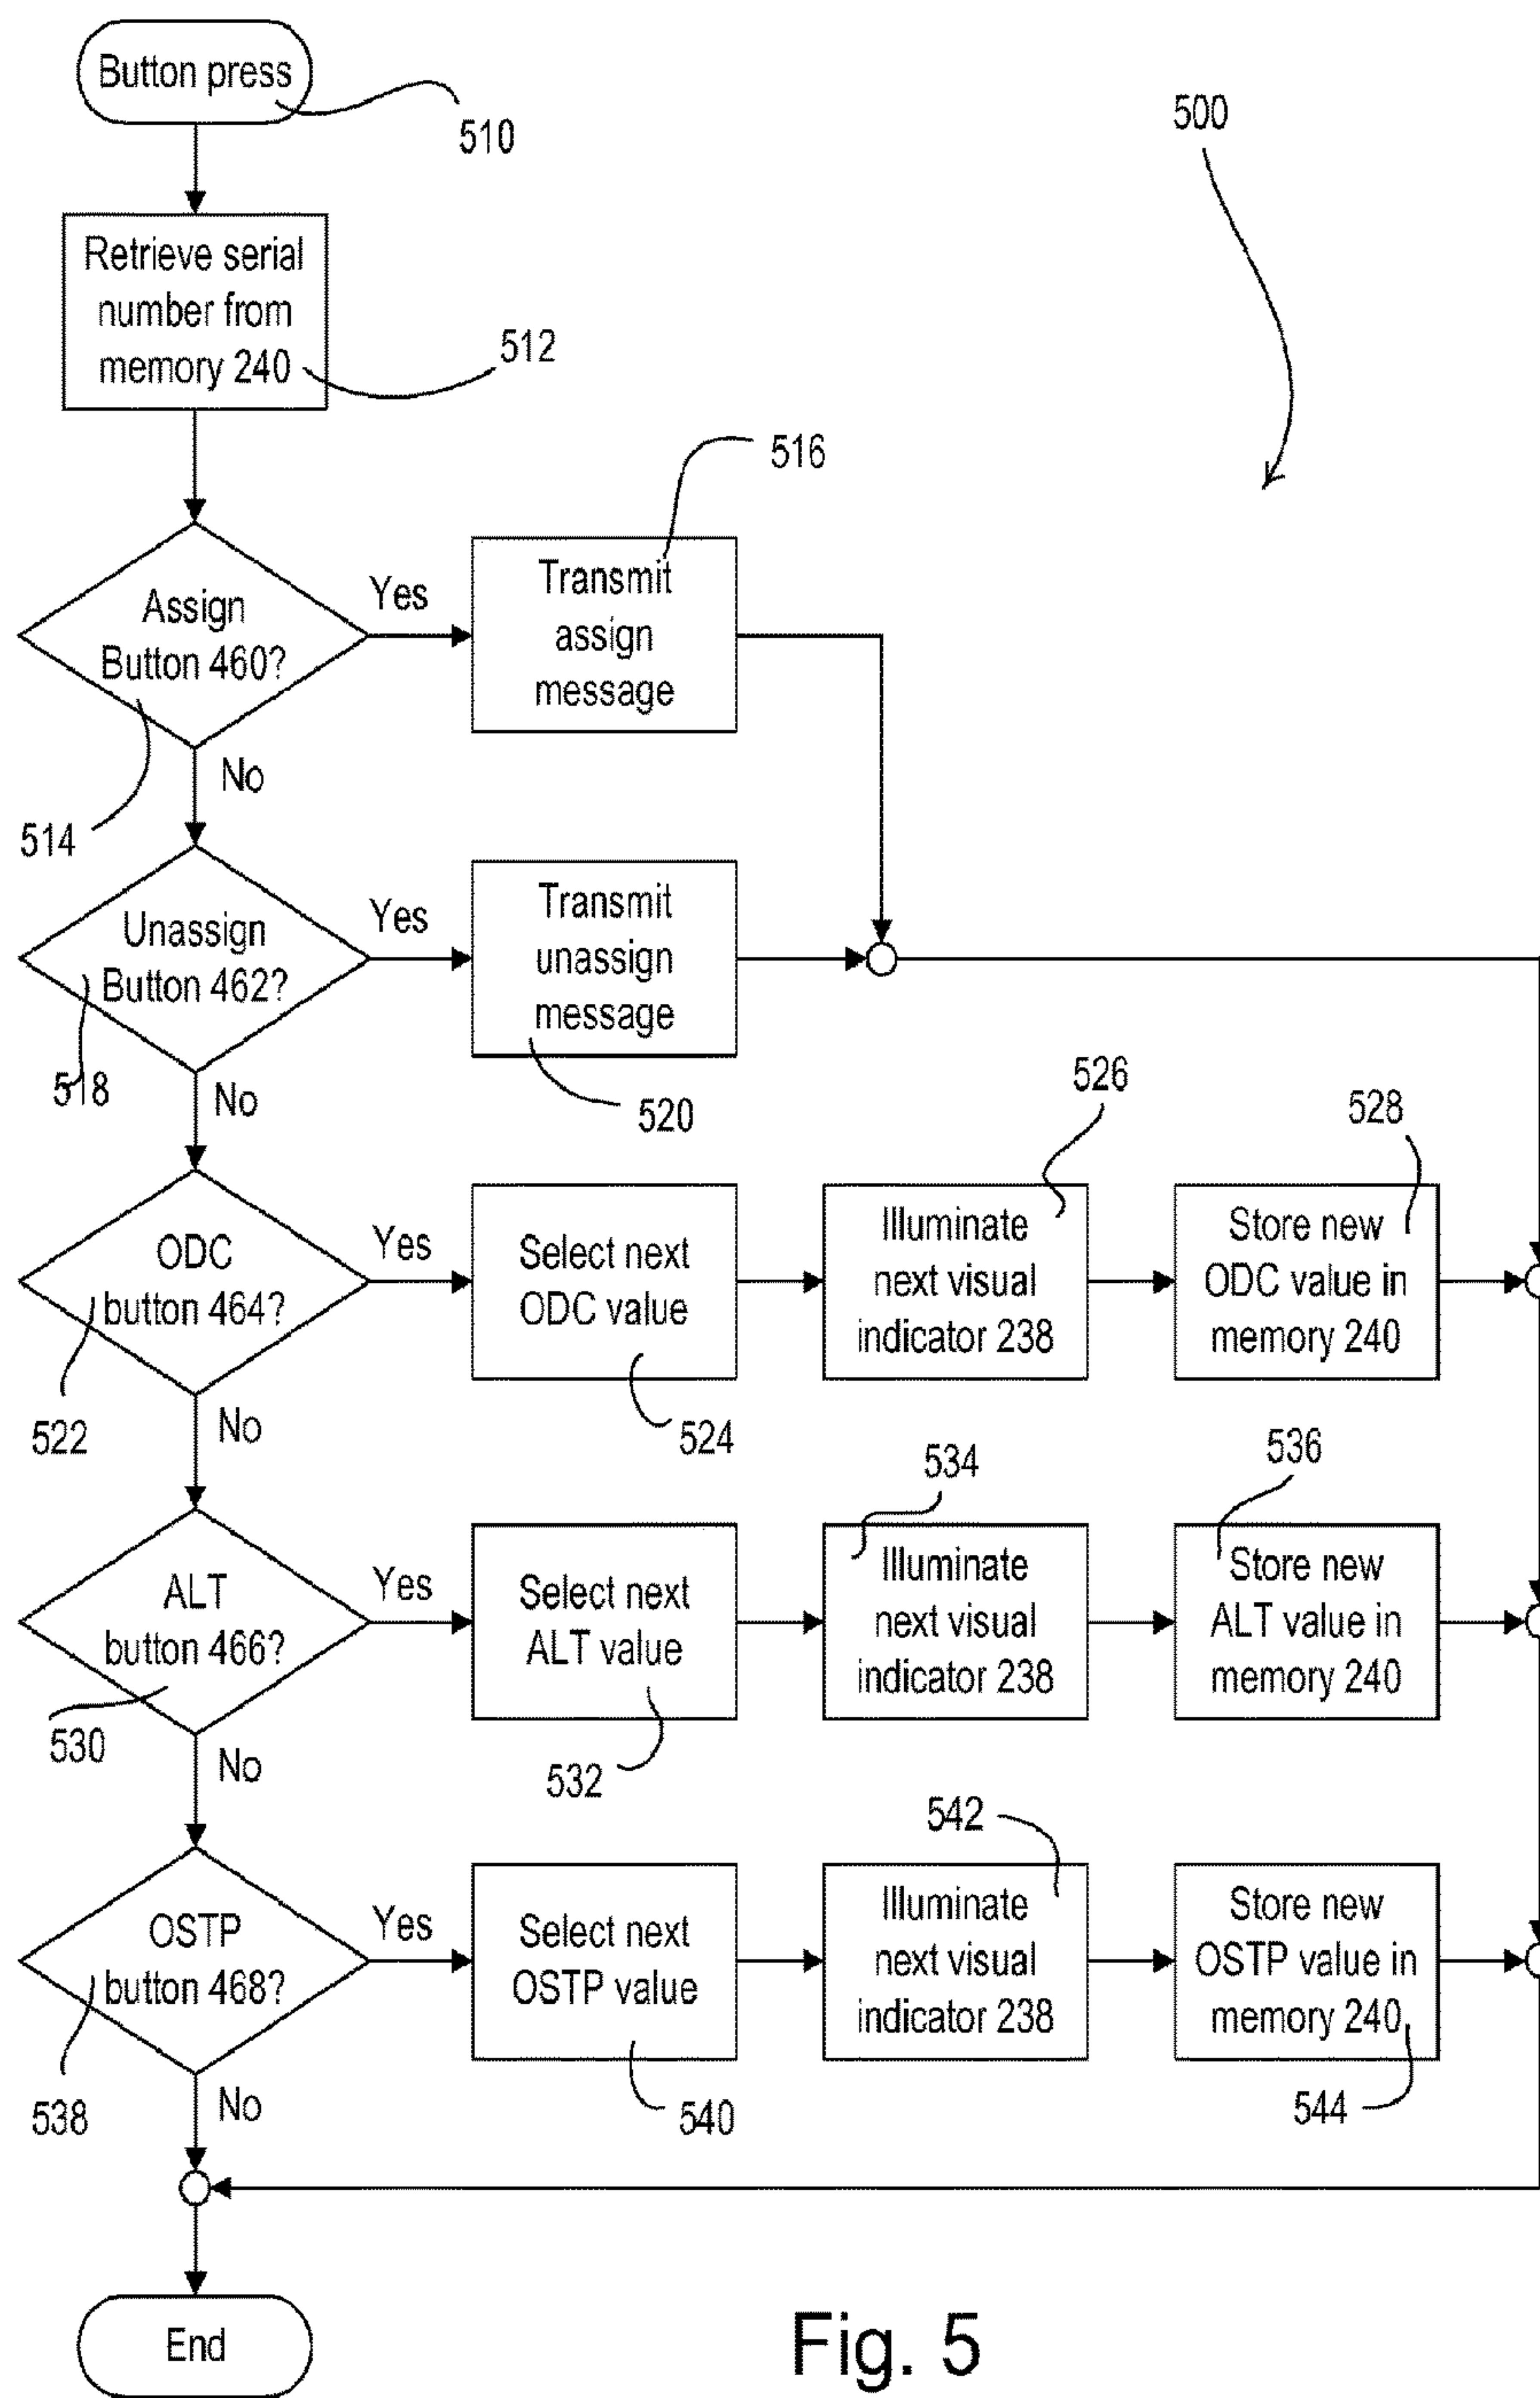 Button press
510
500
Retrieve serial
number from
memory 240
512
516
Assign
Button 460?
Yes
Transmit
assign
message
No
514
Unassign
Button 462?
Yes
Transmit
unassign
message
518
No
520
526
528
ODC
button 464?
Yes
Select next
ODC value
Illuminate
next visual
indicator 238
Store new
ODC value in
memory 240
522
No
524
534
536
ALT
button 466?
Yes
Select next
ALT value
Illuminate
next visual
indicator 238
Store new
ALT value in
memory 240
530
No
532
542
OSTP
button 468?
Yes
Select next
OSTP value
Illuminate
next visual
indicator 238
Store new
OSTP value in
memory 240
538
No
540
544
End
Fig. 5